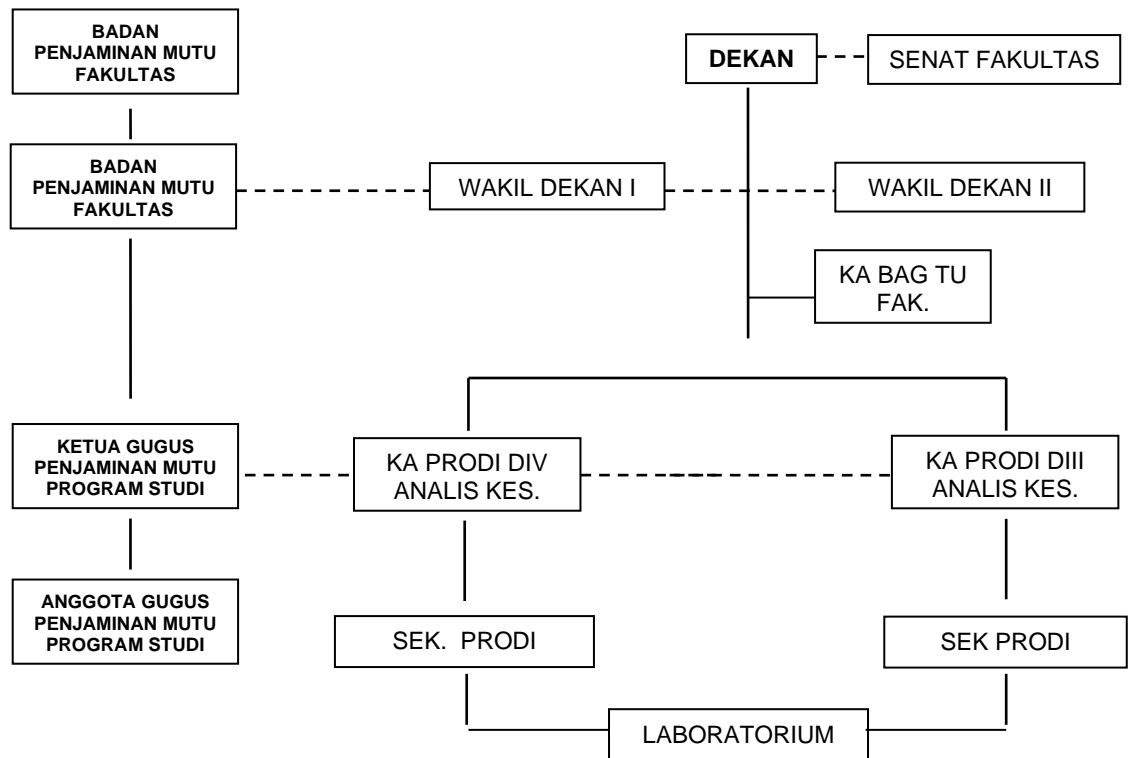 BADAN
PENJAMINAN MUTU
FAKULTAS
DEKAN
SENAT FAKULTAS
BADAN
PENJAMINAN MUTU
FAKULTAS
WAKIL DEKAN I
WAKIL DEKAN II
KA BAG TU
FAK.
KETUA GUGUS
PENJAMINAN MUTU
PROGRAM STUDI
KA PRODI DIV
ANALIS KES.
KA PRODI DIII
ANALIS KES.
ANGGOTA GUGUS
PENJAMINAN MUTU
PROGRAM STUDI
SEK. PRODI
SEK PRODI
LABORATORIUM